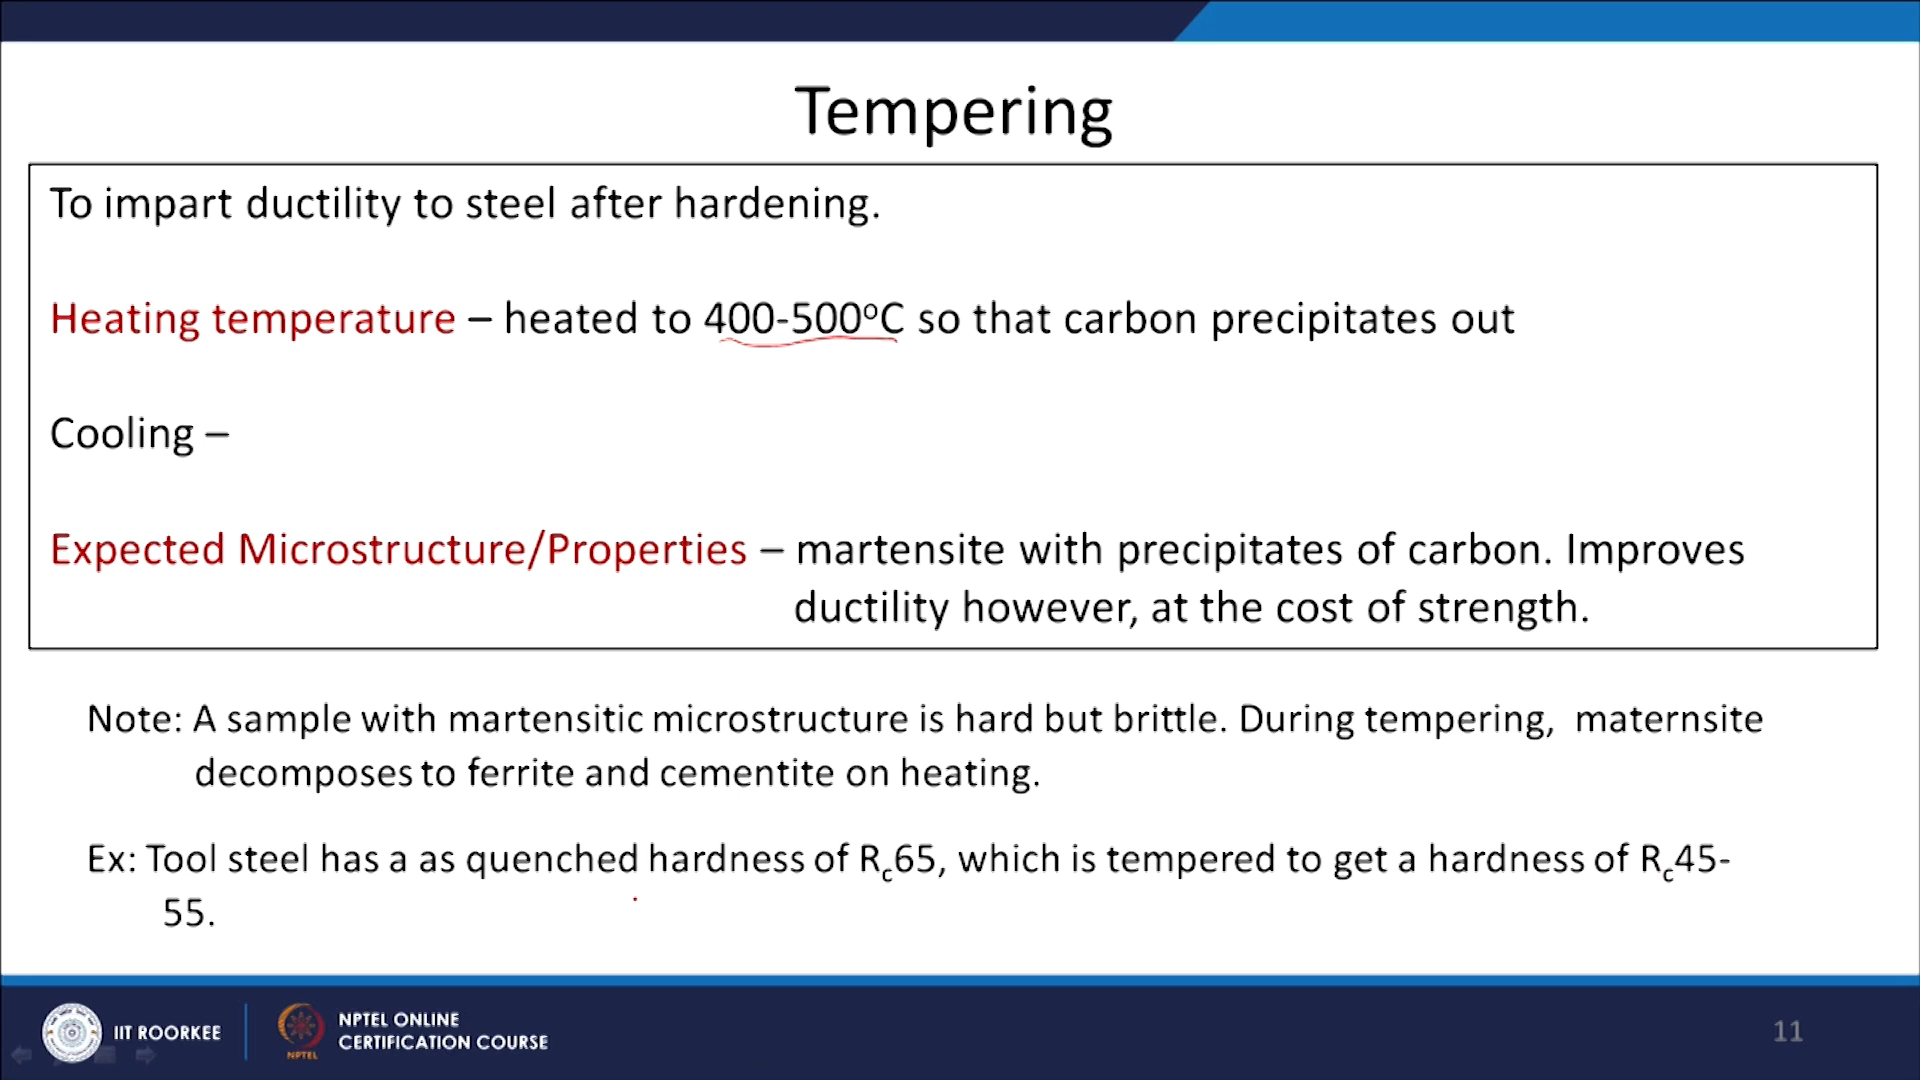 Tempering
To impart ductility to steel after hardening.
Heating temperature – heated to 400-500ºC so that carbon precipitates out
Cooling –
Expected Microstructure/Properties – martensite with precipitates of carbon. Improves
ductility however, at the cost of strength.
Note: A sample with martensitic microstructure is hard but brittle. During tempering, maternsite
decomposes to ferrite and cementite on heating.
Ex: Tool steel has a as quenched hardness of Rc65, which is tempered to get a hardness of Rc45-
55.
IIT ROORKEE
NPTEL
NPTEL ONLINE
CERTIFICATION COURSE
11